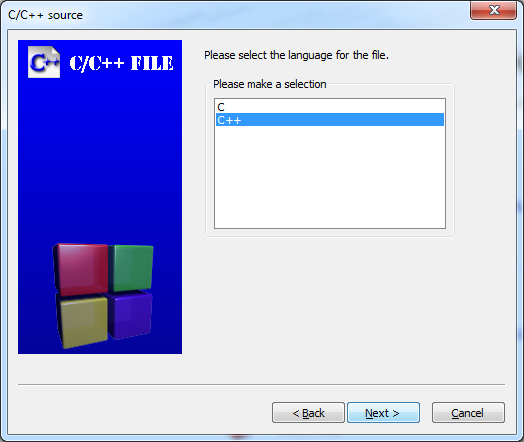 C/C++ source
C++
C/C++ FILE
Please select the language for the file.
Please make a selection
C
C++
< Back
Next >
Cancel